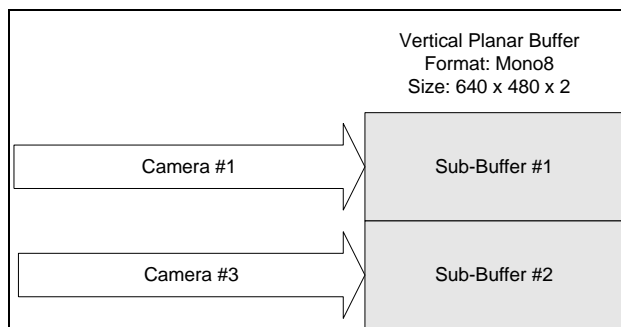 Vertical Planar Buffer
Format: Mono8
Size: 640 x 480 x 2
Camera #1
Sub-Buffer #1
Camera #3
Sub-Buffer #2